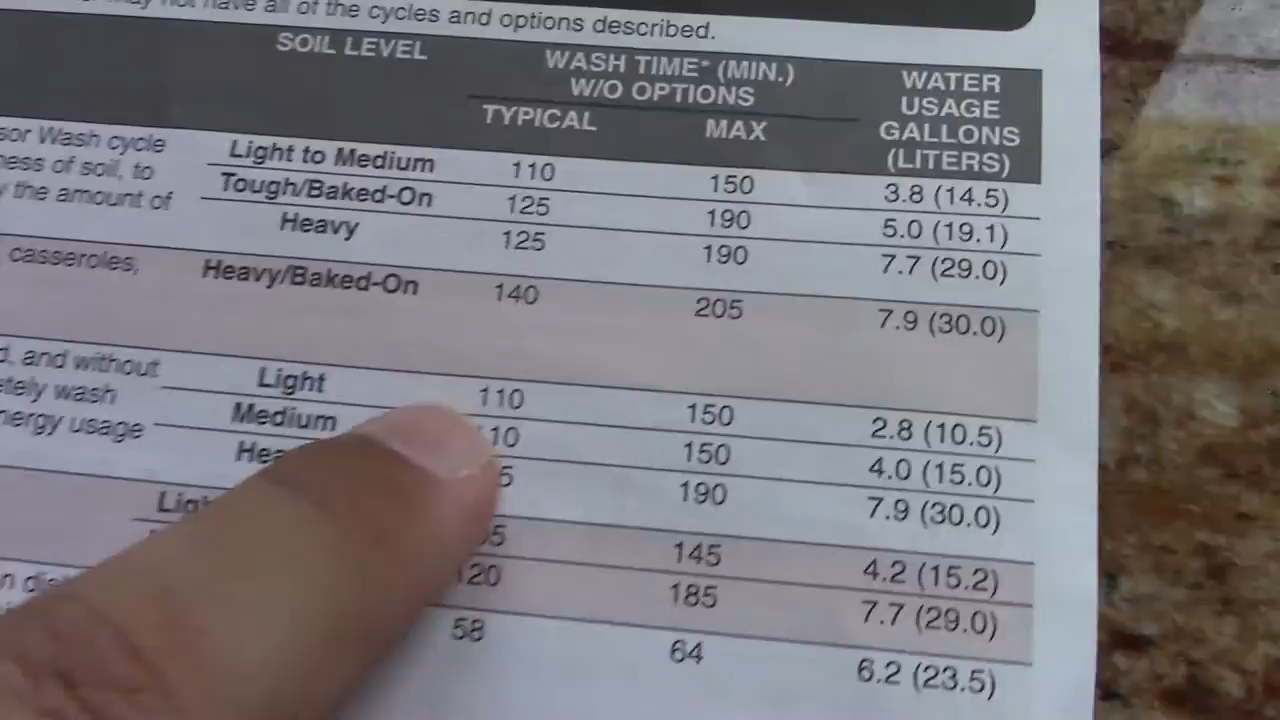 not have all of the cycles and options described.
SOIL LEVEL WASH TIME* (MIN.) WATER
W/O OPTIONS USAGE
TYPICAL MAX GALLONS
(LITERS)
Wash cycle Light to Medium 110 150 3.8 (14.5)
of soil, to Tough/Baked-On 125 190 5.0 (19.1)
the amount of Heavy 125 190 7.7 (29.0)
casseroles, Heavy/Baked-On 140 205 7.9 (30.0)
and without Light 110 150 2.8 (10.5)
wash Medium 10 150 4.0 (15.0)
usage 5 190 7.9 (30.0)
5 145 4.2 (15.2)
20 185 7.7 (29.0)
58 64 6.2 (23.5)